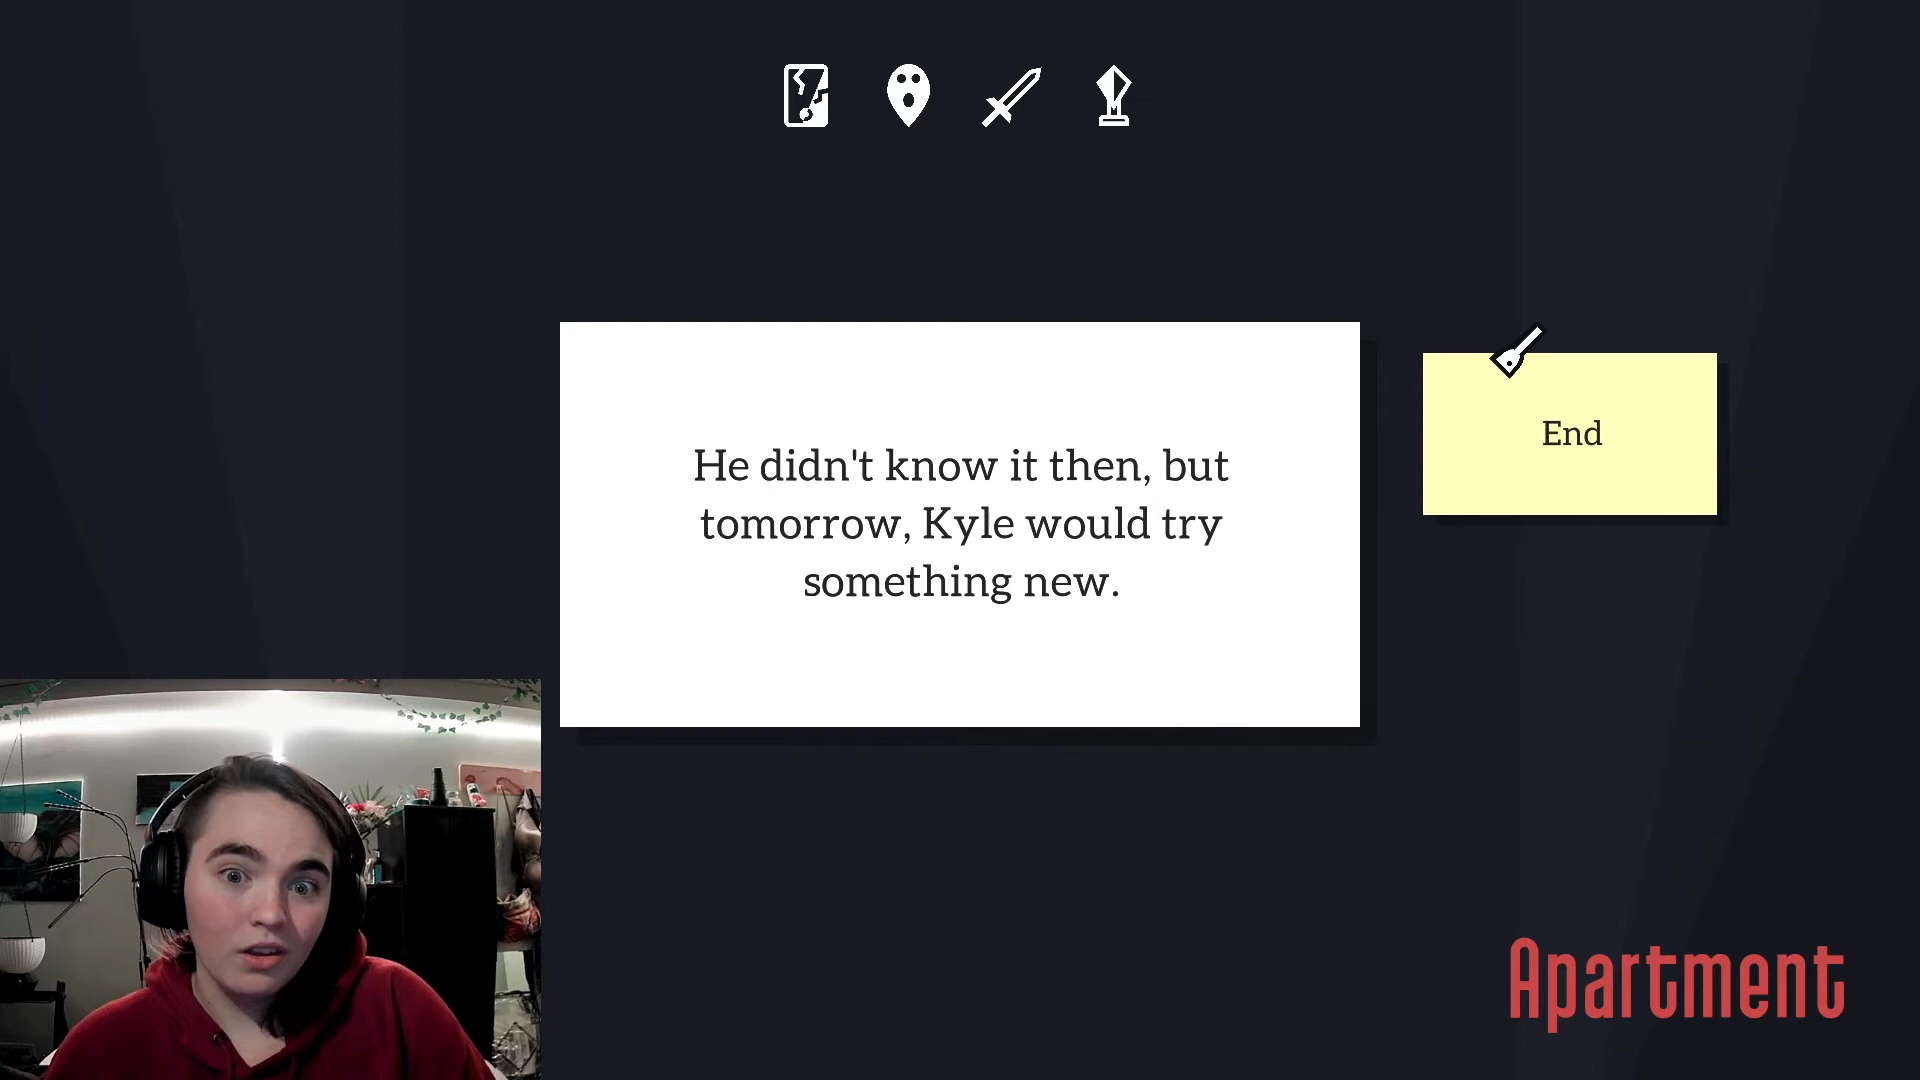 He didn't know it then, but
tomorrow, Kyle would try
something new.
End
Apartment